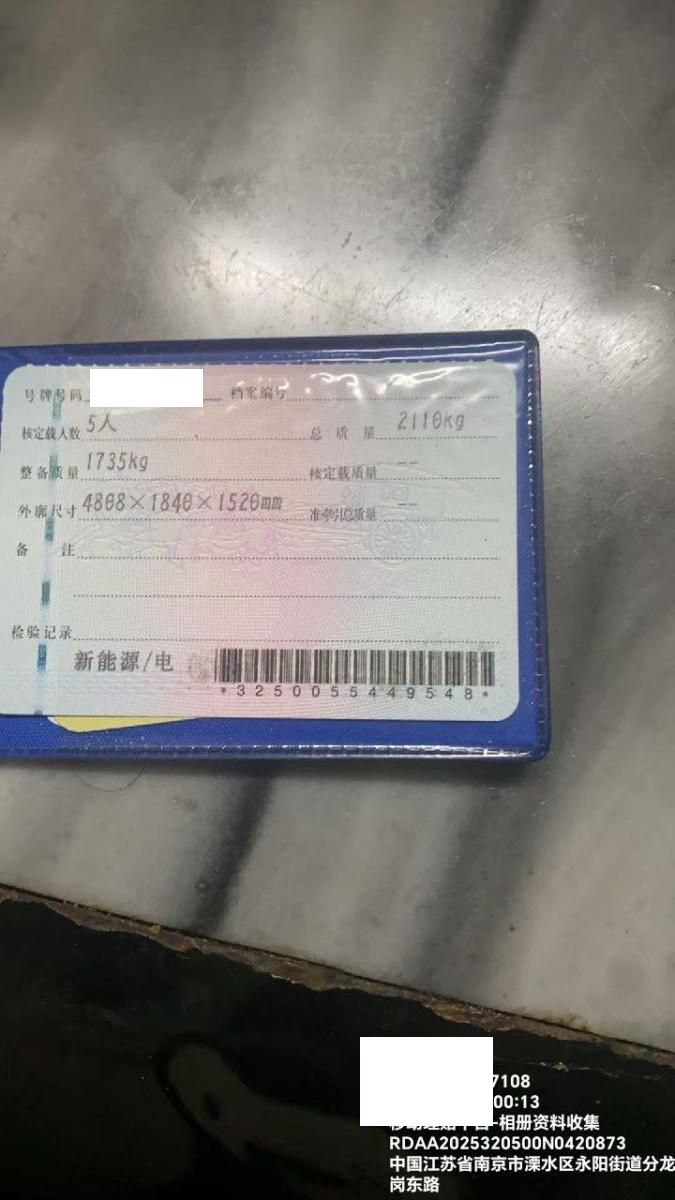 号牌号码 档案编号
核定载人数 5人 总质量 2110kg
整备质量 1735kg 核定载质量 --
外廓尺寸 4808×1840×1520mm 准牵引总质量 --
备注
检验记录
新能源/电
*3250055449548*
7108
00:13
-相册资料收集
RDAA2025320500N0420873
中国江苏省南京市溧水区永阳街道分龙
岗东路